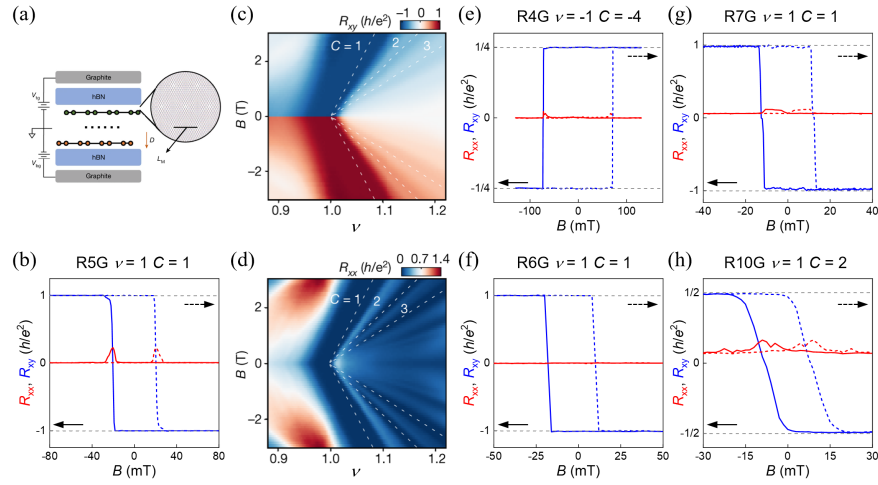 (a)
Graphite
hBN
V_tg
D
V_bg
hBN
L_M
Graphite
(b)
R5G ν = 1 C = 1
R_xx, R_xy (h/e²)
1
0
-1
-80 -40 0 40 80
B (mT)
(c)
R_xy (h/e²)
−1 0 1
C = 1
2
3
B (T)
2
0
−2
0.9 1.0 1.1 1.2
ν
(d)
R_xx (h/e²)
0 0.7 1.4
C = 1
2
3
B (T)
2
0
−2
0.9 1.0 1.1 1.2
ν
(e)
R4G ν = -1 C = -4
R_xx, R_xy (h/e²)
1/4
0
-1/4
-100 0 100
B (mT)
(f)
R6G ν = 1 C = 1
R_xx, R_xy (h/e²)
1
0
-1
-50 -25 0 25 50
B (mT)
(g)
R7G ν = 1 C = 1
R_xx, R_xy (h/e²)
1
0
-1
-40 -20 0 20 40
B (mT)
(h)
R10G ν = 1 C = 2
R_xx, R_xy (h/e²)
1/2
0
-1/2
-30 -15 0 15 30
B (mT)